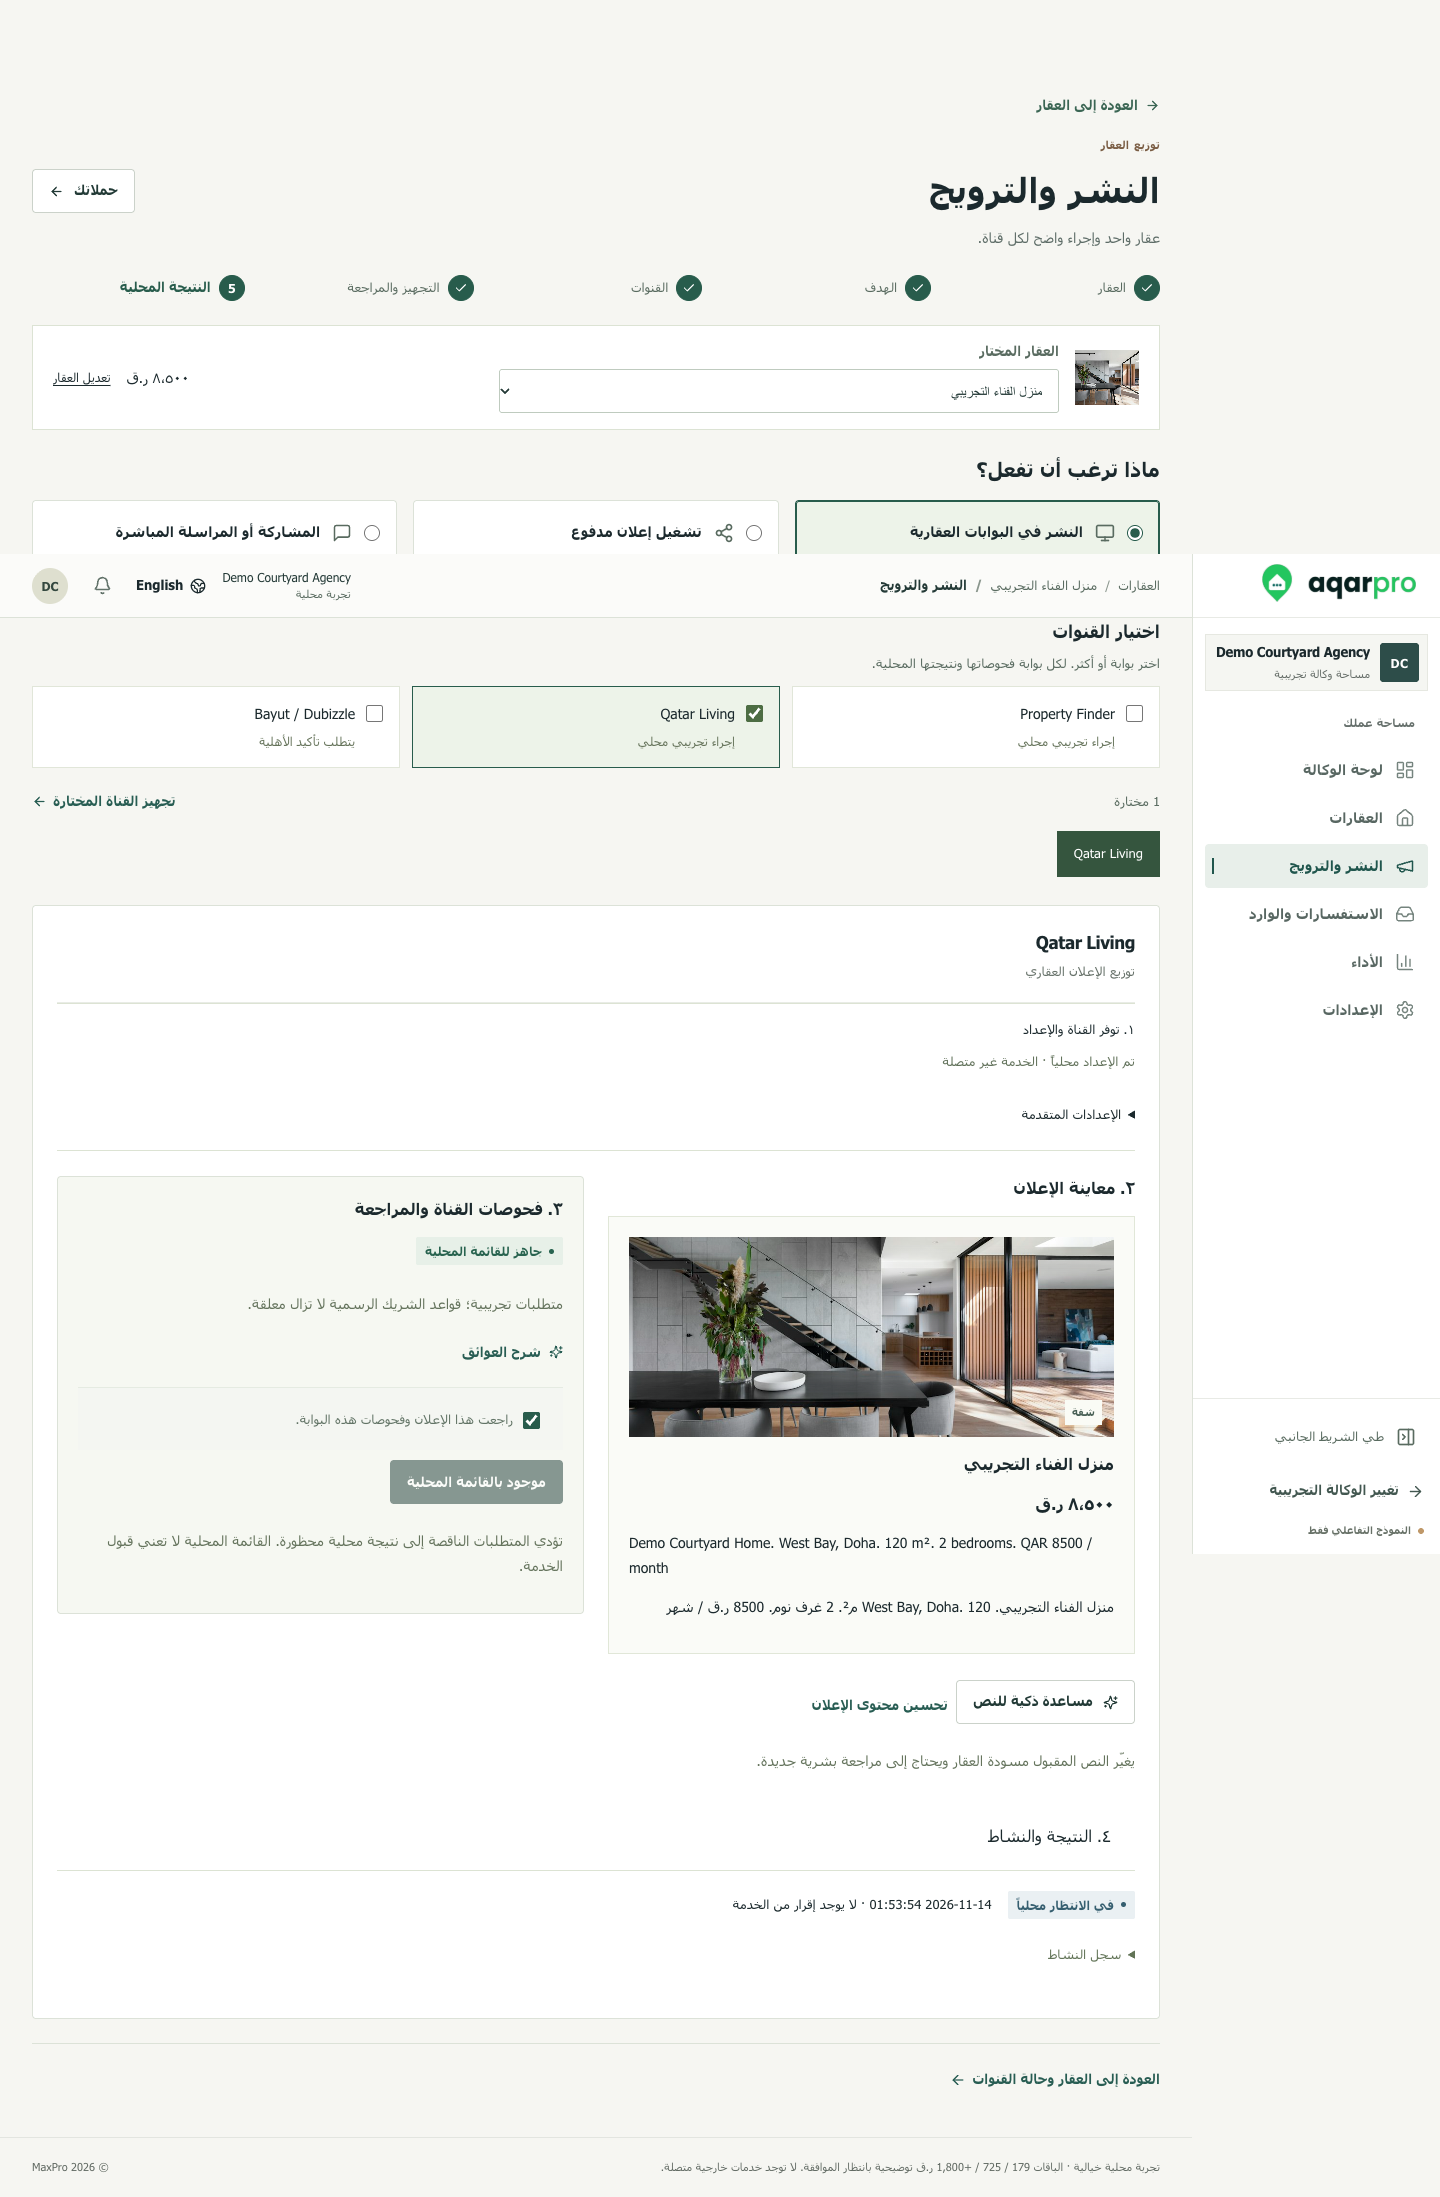 العودة إلى العقار
توزيع العقار
النشر والترويج
حملاتك
عقار واحد وإجراء واضح لكل قناة.
العقار
الهدف
القنوات
التجهيز والمراجعة
5 النتيجة المحلية
العقار المختار
منزل الفناء التجريبي
٨،٥٠٠ ر.ق
تعديل العقار
ماذا ترغب أن تفعل؟
النشر في البوابات العقارية
تشغيل إعلان مدفوع
المشاركة أو المراسلة المباشرة
aqarpro
العقارات / منزل الفناء التجريبي / النشر والترويج
Demo Courtyard Agency
تجربة محلية
English
DC
DC
Demo Courtyard Agency
مساحة وكالة تجريبية
مساحة عملك
لوحة الوكالة
العقارات
النشر والترويج
الاستفسارات والوارد
الأداء
الإعدادات
طي الشريط الجانبي
تغيير الوكالة التجريبية
النموذج التفاعلي فقط
اختيار القنوات
اختر بوابة أو أكثر. لكل بوابة فحوصاتها ونتيجتها المحلية.
Property Finder
إجراء تجريبي محلي
Qatar Living
إجراء تجريبي محلي
Bayut / Dubizzle
يتطلب تأكيد الأهلية
1 مختارة
تجهيز القناة المختارة
Qatar Living
Qatar Living
توزيع الإعلان العقاري
١. توفر القناة والإعداد
تم الإعداد محلياً · الخدمة غير متصلة
الإعدادات المتقدمة
٢. معاينة الإعلان
شقة
منزل الفناء التجريبي
٨،٥٠٠ ر.ق
Demo Courtyard Home. West Bay, Doha. 120 m². 2 bedrooms. QAR 8500 /
month
منزل الفناء التجريبي. West Bay, Doha. 120 م². 2 غرف نوم. 8500 ر.ق / شهر
٣. فحوصات القناة والمراجعة
جاهز للقائمة المحلية
متطلبات تجريبية؛ قواعد الشريك الرسمية لا تزال معلقة.
شرح العوائق
راجعت هذا الإعلان وفحوصات هذه البوابة.
موجود بالقائمة المحلية
تؤدي المتطلبات الناقصة إلى نتيجة محلية محظورة. القائمة المحلية لا تعني قبول
الخدمة.
مساعدة ذكية للنص
تحسين محتوى الإعلان
يغيّر النص المقبول مسودة العقار ويحتاج إلى مراجعة بشرية جديدة.
٤. النتيجة والنشاط
في الانتظار محلياً
2026-11-14 01:53:54 · لا يوجد إقرار من الخدمة
سجل النشاط
العودة إلى العقار وحالة القنوات
تجربة محلية خيالية · الباقات 179 / 725 / +1,800 ر.ق توضيحية بانتظار الموافقة. لا توجد خدمات خارجية متصلة.
© 2026 MaxPro